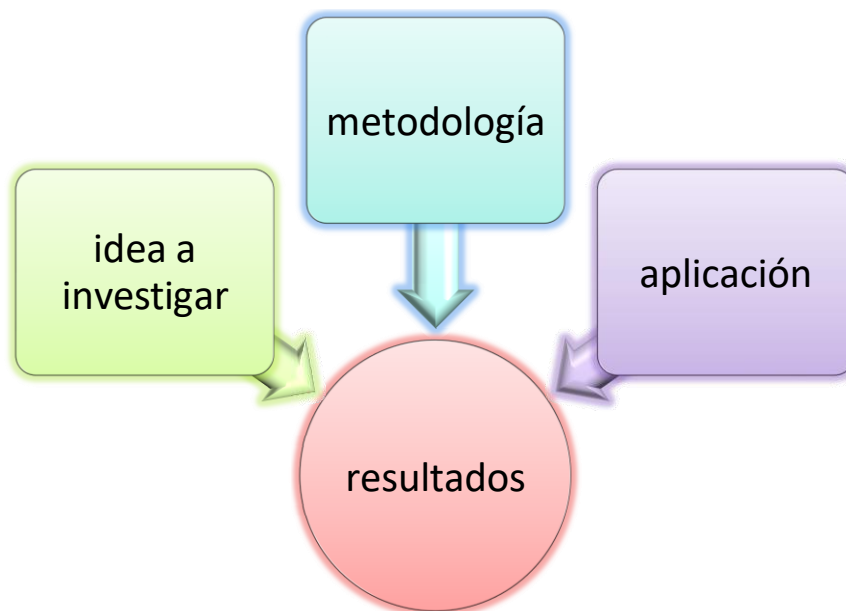 metodología
idea a
investigar
aplicación
resultados